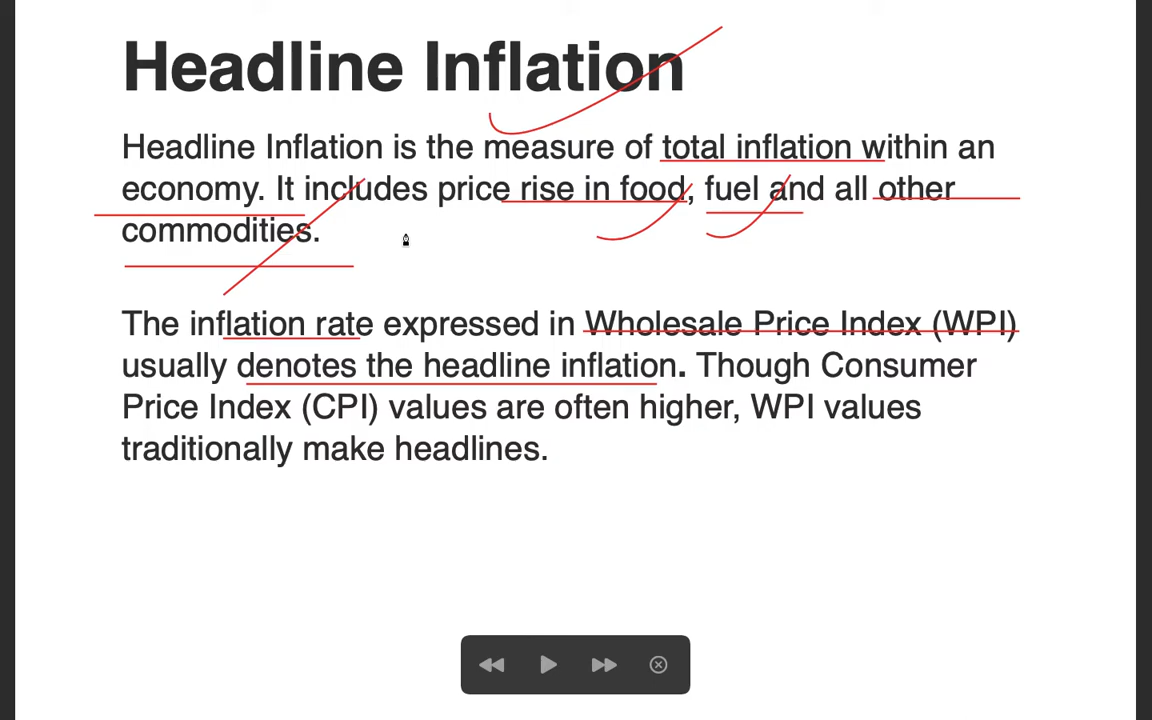 Headline Inflation
Headline Inflation is the measure of total inflation within an
economy. It includes price rise in food, fuel and all other
commodities.
The inflation rate expressed in Wholesale Price Index (WPI)
usually denotes the headline inflation. Though Consumer
Price Index (CPI) values are often higher, WPI values
traditionally make headlines.